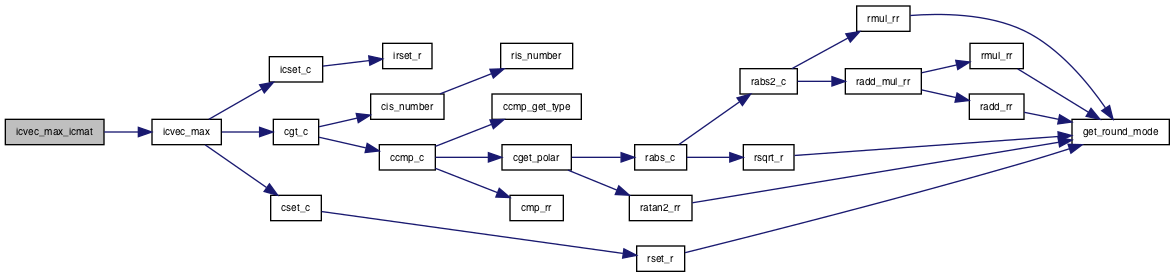 icvec_max_icmat
icvec_max
icset_c
irset_r
cgt_c
cis_number
ris_number
ccmp_c
ccmp_get_type
cget_polar
cmp_rr
rabs_c
rabs2_c
rmul_rr
radd_mul_rr
rmul_rr
radd_rr
rsqrt_r
ratan2_rr
cset_c
rset_r
get_round_mode